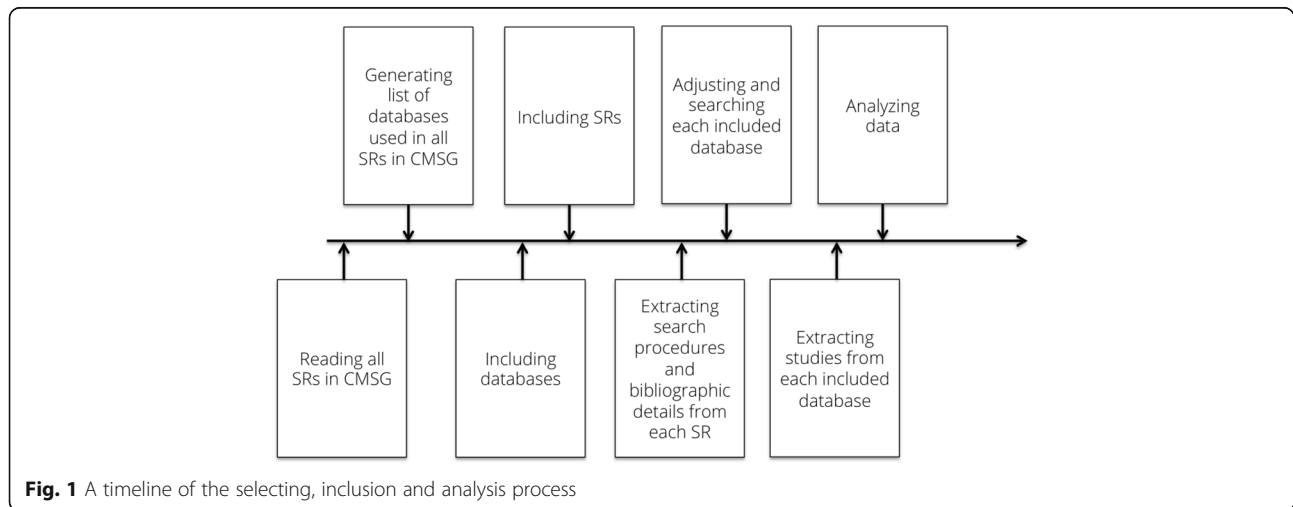 Generating
list of
databases
used in all
SRs in CMSG
Including SRs
Adjusting and
searching
each included
database
Analyzing
data
Reading all
SRs in CMSG
Including
databases
Extracting
search
procedures
and
bibliographic
details from
each SR
Extracting
studies from
each included
database
Fig. 1 A timeline of the selecting, inclusion and analysis process